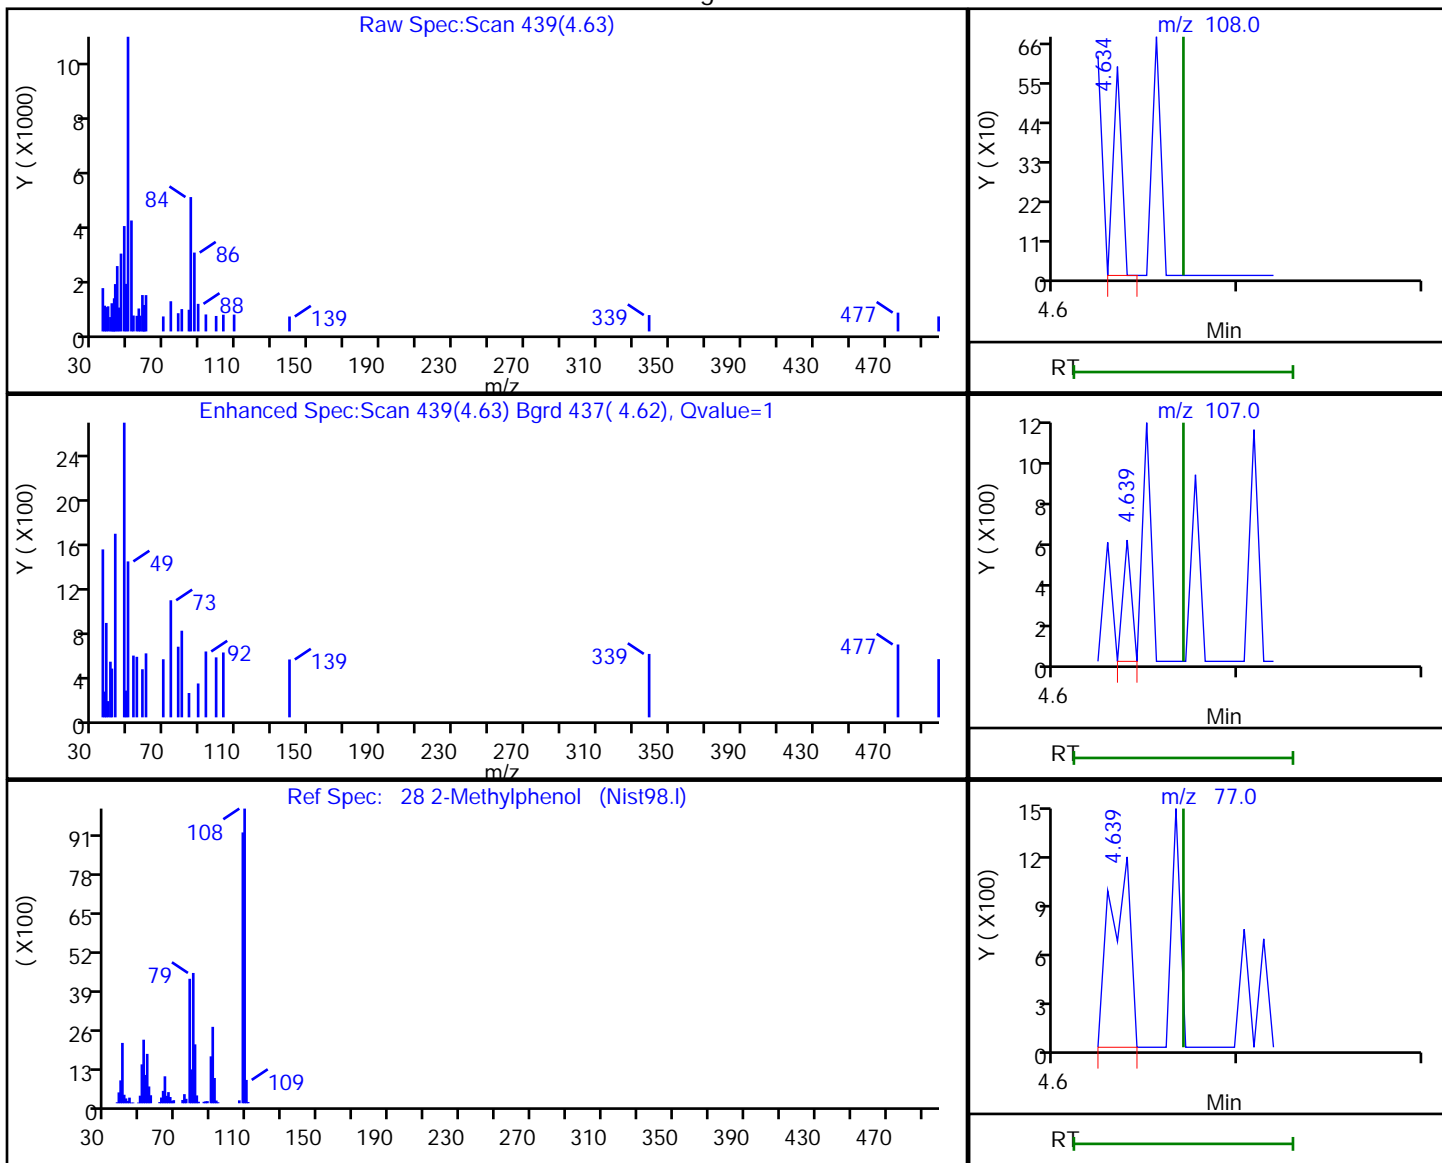 Raw Spec:Scan 439(4.63)
Y ( X1000)
10
8
6
4
2
0
84
86
88
139
339
477
30 70 110 150 190 230 270 310 350 390 430 470
m/z
m/z 108.0
Y ( X10)
66
55
44
33
22
11
0
4.634
4.6
Min
RT
Enhanced Spec:Scan 439(4.63) Bgrd 437( 4.62), Qvalue=1
Y ( X100)
24
20
16
12
8
4
0
49
73
92
139
339
477
30 70 110 150 190 230 270 310 350 390 430 470
m/z
m/z 107.0
Y ( X100)
12
10
8
6
4
2
0
4.639
4.6
Min
RT
Ref Spec: 28 2-Methylphenol (Nist98.l)
( X100)
91
78
65
52
39
26
13
0
108
79
109
30 70 110 150 190 230 270 310 350 390 430 470
m/z 77.0
Y ( X100)
15
12
9
6
3
0
4.639
4.6
Min
RT